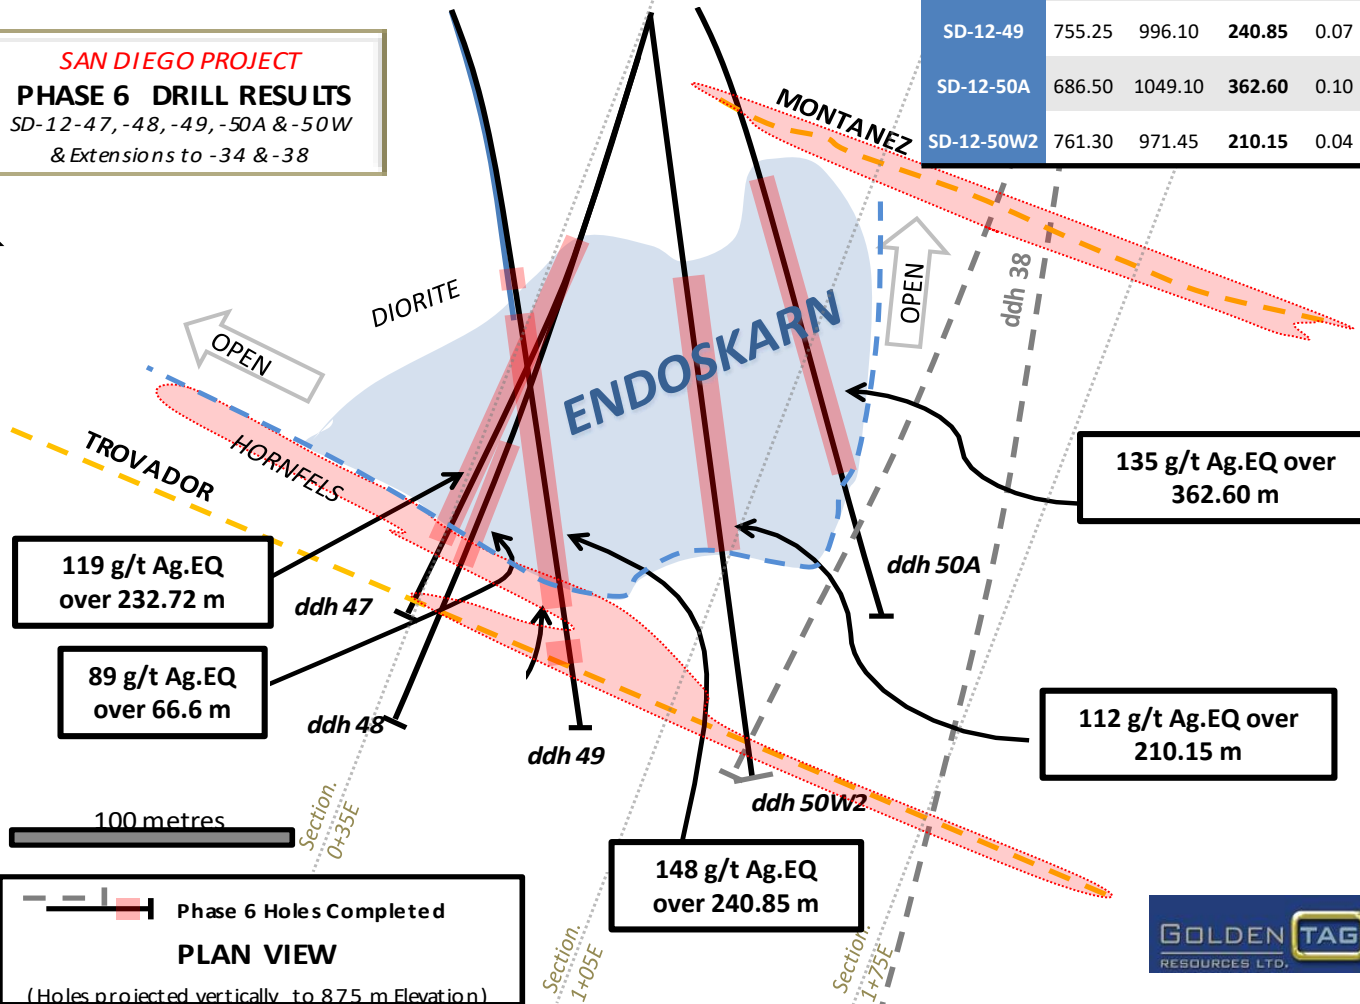 SAN DIEGO PROJECT
PHASE 6 DRILL RESULTS
SD-12-47, -48, -49, -50A & -50W
& Extensions to -34 & -38
SD-12-49 755.25 996.10 240.85 0.07
SD-12-50A 686.50 1049.10 362.60 0.10
SD-12-50W2 761.30 971.45 210.15 0.04
MONTANEZ
DIORITE
OPEN
OPEN
ddh 38
ENDOSKARN
HORNFELS
TROVADOR
135 g/t Ag.EQ over
362.60 m
119 g/t Ag.EQ
over 232.72 m
ddh 47
ddh 50A
89 g/t Ag.EQ
over 66.6 m
ddh 48
ddh 49
112 g/t Ag.EQ over
210.15 m
ddh 50W2
100 metres
Section.
0+35E
148 g/t Ag.EQ
over 240.85 m
Phase 6 Holes Completed
PLAN VIEW
(Holes projected vertically to 875 m Elevation)
Section.
1+05E
Section.
1+75E
GOLDEN TAG
RESOURCES LTD.